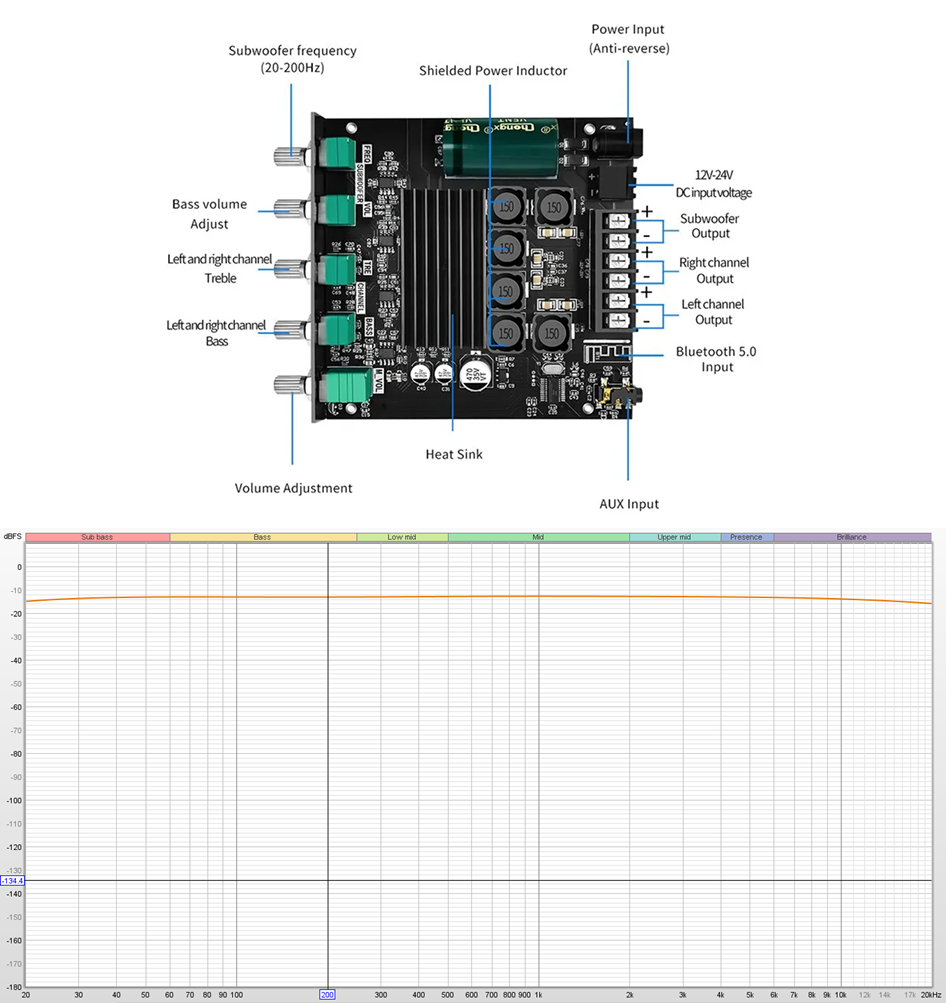 Power Input
(Anti-reverse)
Subwoofer frequency
(20-200Hz)
Shielded Power Inductor
12V-24V
DC input voltage
Bass volume
Adjust
Subwoofer
Output
Left and right channel
Treble
Right channel
Output
Left and right channel
Bass
Left channel
Output
Bluetooth 5.0
Input
Heat Sink
Volume Adjustment
AUX Input
FREQ
SUBWOOFER
VOL
TRE
CHANNEL
BASS
M_VOL
Chengx
VENT
150
150
150
150
150
150
470
35V
VT
+
-
+
-
+
-
dBFS
Sub bass
Bass
Low mid
Mid
Upper mid
Presence
Brilliance
0
-10
-20
-30
-40
-50
-60
-70
-80
-90
-100
-110
-120
-130
-134.4
-140
-150
-160
-170
-180
20 30 40 50 60 70 80 90 100 200 300 400 500 600 700 800 900 1k 2k 3k 4k 5k 6k 7k 8k 9k 10k 12k 14k 17k 20kHz